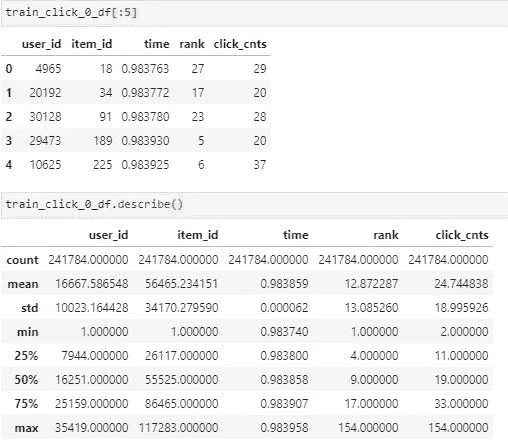 train_click_0_df[:5]
user_id item_id time rank click_cnts
0 4965 18 0.983763 27 29
1 20192 34 0.983772 17 20
2 30128 91 0.983780 23 28
3 29473 189 0.983930 5 20
4 10625 225 0.983925 6 37
train_click_0_df.describe()
user_id item_id time rank click_cnts
count 241784.000000 241784.000000 241784.000000 241784.000000 241784.000000
mean 16667.586548 56465.234151 0.983859 12.872287 24.744838
std 10023.164428 34170.279590 0.000062 13.085260 18.995926
min 1.000000 1.000000 0.983740 1.000000 2.000000
25% 7944.000000 26117.000000 0.983800 4.000000 11.000000
50% 16251.000000 55525.000000 0.983858 9.000000 19.000000
75% 25159.000000 86465.000000 0.983907 17.000000 33.000000
max 35419.000000 117283.000000 0.983958 154.000000 154.000000